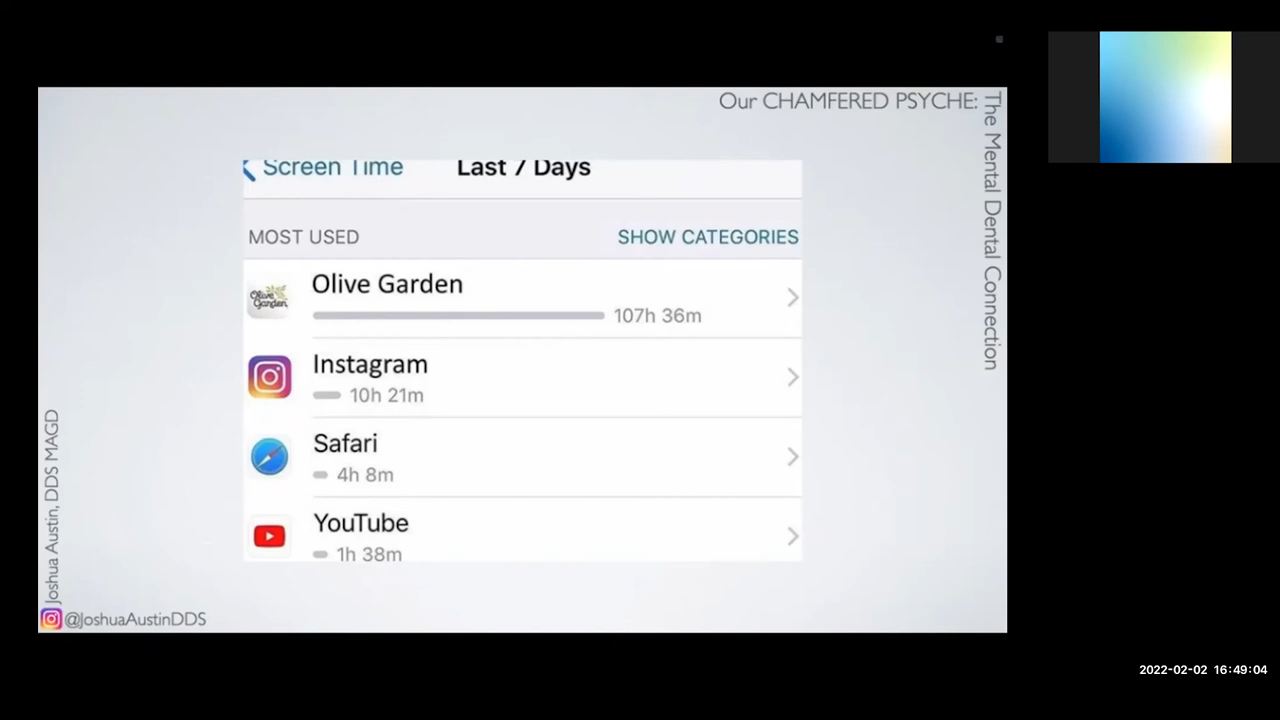 Our CHAMFERED PSYCHE:
The Mental Dental Connection
Screen Time
Last 7 Days
MOST USED
SHOW CATEGORIES
Olive Garden
Olive Garden
107h 36m
Instagram
10h 21m
Safari
4h 8m
YouTube
1h 38m
Joshua Austin, DDS MAGD
@JoshuaAustinDDS
2022-02-02 16:49:04